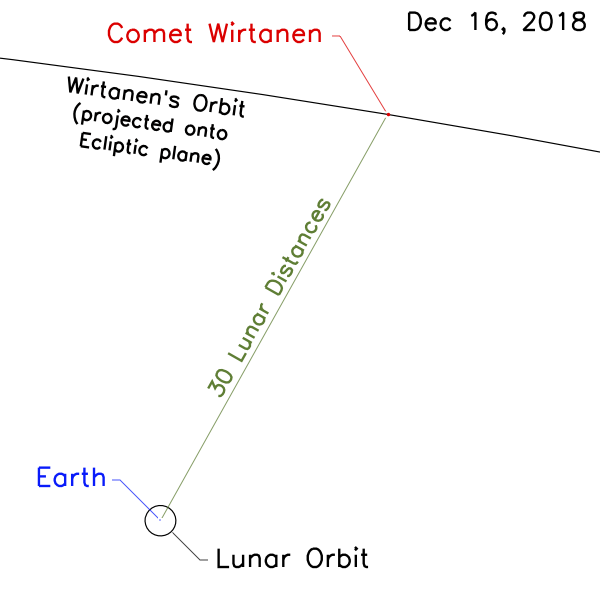 Dec 16, 2018
Comet Wirtanen
Wirtanen's Orbit
(projected onto
Ecliptic plane)
30 Lunar Distances
Earth
Lunar Orbit